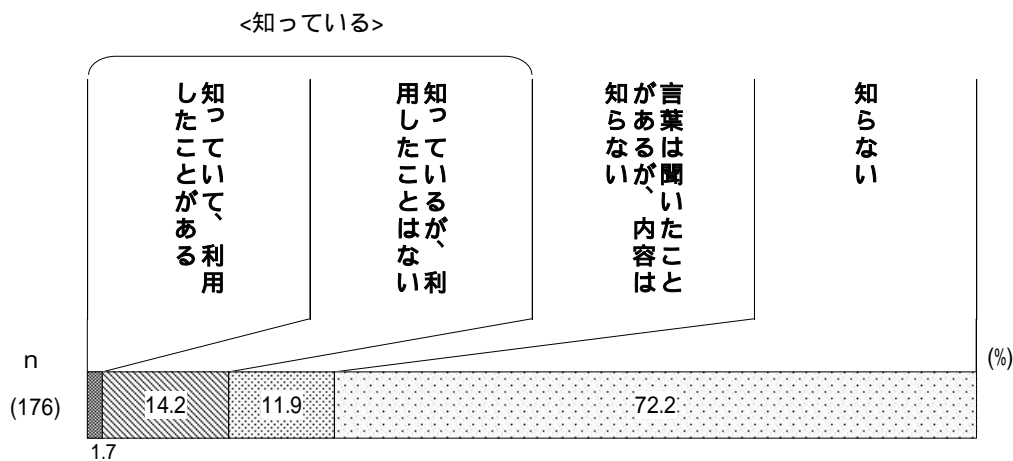 <知っている>
知っていて、利用
したことがある
知っているが、利
用したことはない
言葉は聞いたこと
があるが、内容は
知らない
知らない
n
(%)
(176)
14.2
11.9
72.2
1.7